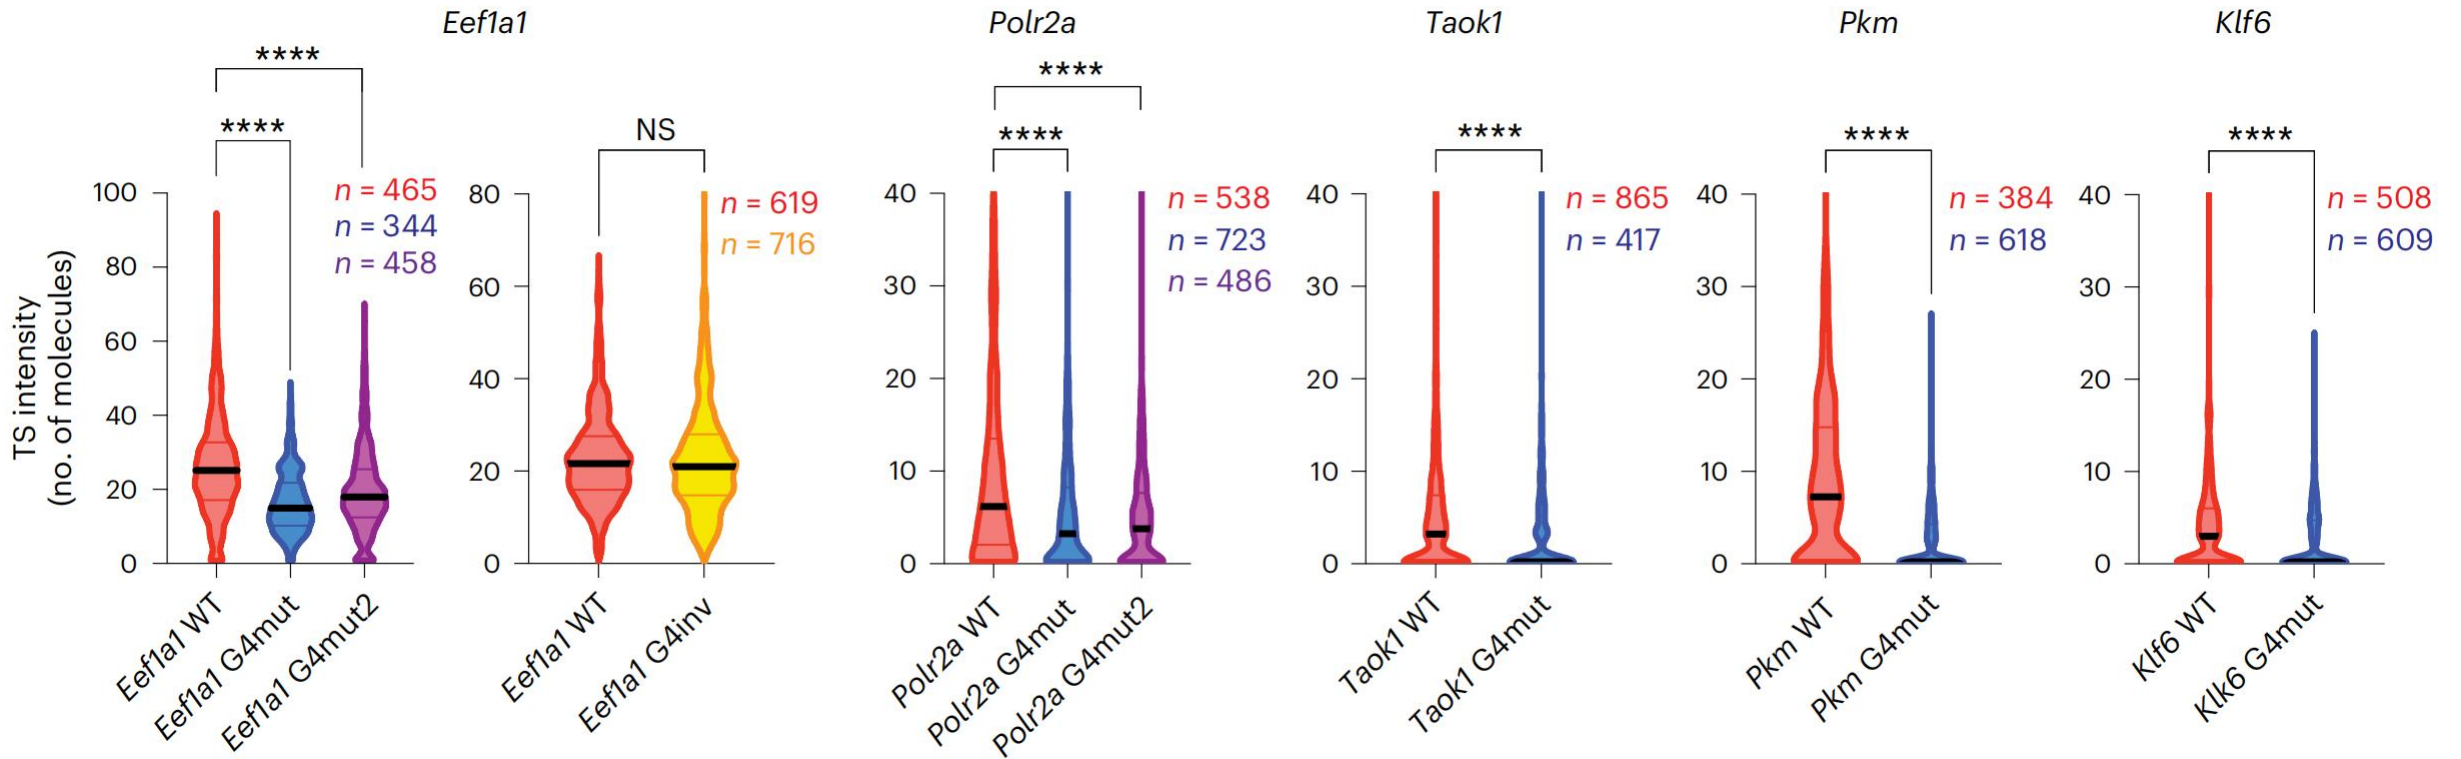 Eef1a1
Polr2a
Taok1
Pkm
Klf6
TS intensity
(no. of molecules)
****
****
100
80
60
40
20
0
n = 465
n = 344
n = 458
Eef1a1 WT
Eef1a1 G4mut
Eef1a1 G4mut2
NS
80
60
40
20
0
n = 619
n = 716
Eef1a1 WT
Eef1a1 G4inv
****
****
40
30
20
10
0
n = 538
n = 723
n = 486
Polr2a WT
Polr2a G4mut
Polr2a G4mut2
****
40
30
20
10
0
n = 865
n = 417
Taok1 WT
Taok1 G4mut
****
40
30
20
10
0
n = 384
n = 618
Pkm WT
Pkm G4mut
****
40
30
20
10
0
n = 508
n = 609
Klf6 WT
Klk6 G4mut